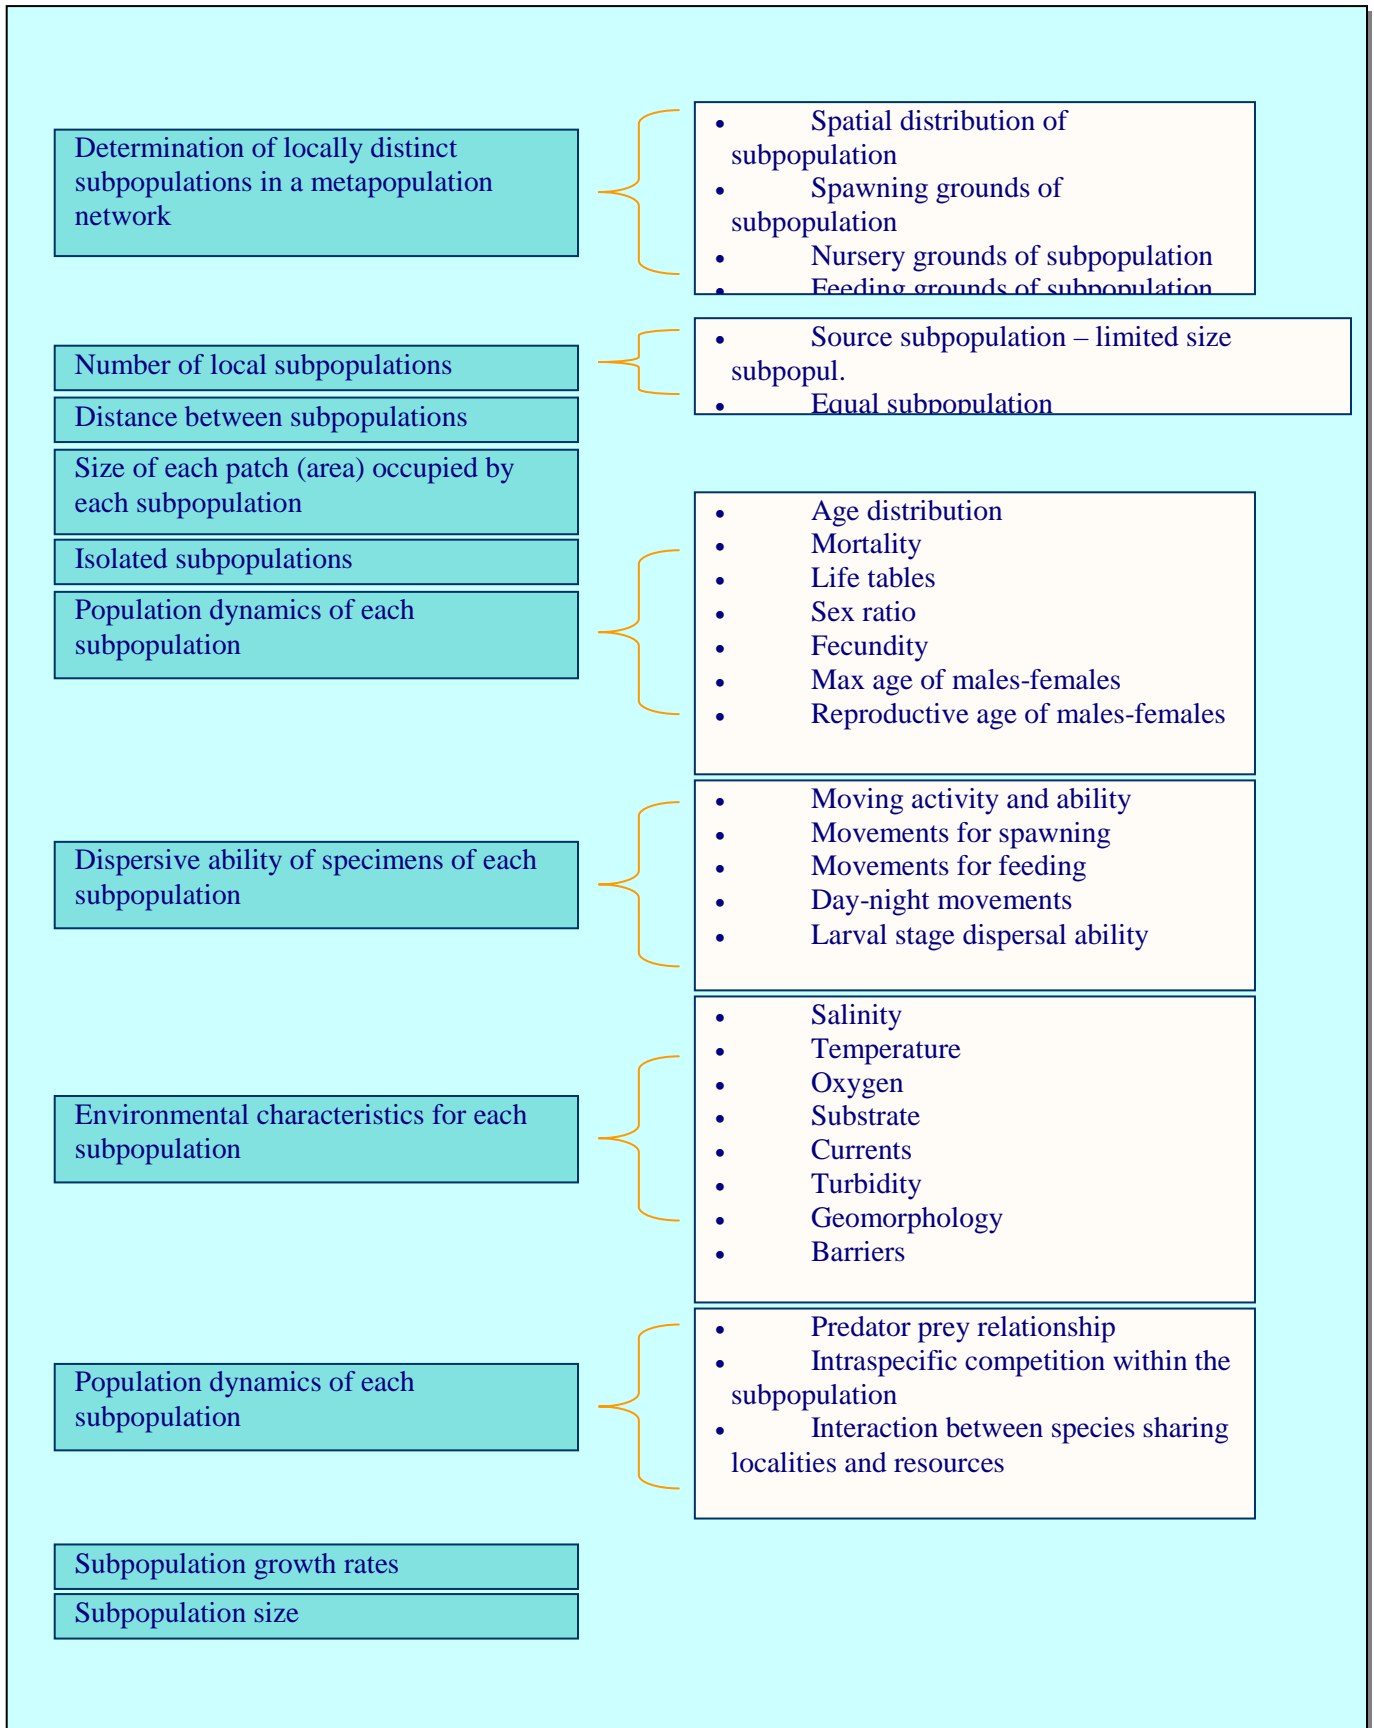 Determination of locally distinct
subpopulations in a metapopulation
network
• Spatial distribution of
subpopulation
• Spawning grounds of
subpopulation
• Nursery grounds of subpopulation
• Feeding grounds of subpopulation
Number of local subpopulations
• Source subpopulation – limited size
subpopul.
• Equal subpopulation
Distance between subpopulations
Size of each patch (area) occupied by
each subpopulation
Isolated subpopulations
Population dynamics of each
subpopulation
• Age distribution
• Mortality
• Life tables
• Sex ratio
• Fecundity
• Max age of males-females
• Reproductive age of males-females
Dispersive ability of specimens of each
subpopulation
• Moving activity and ability
• Movements for spawning
• Movements for feeding
• Day-night movements
• Larval stage dispersal ability
Environmental characteristics for each
subpopulation
• Salinity
• Temperature
• Oxygen
• Substrate
• Currents
• Turbidity
• Geomorphology
• Barriers
Population dynamics of each
subpopulation
• Predator prey relationship
• Intraspecific competition within the
subpopulation
• Interaction between species sharing
localities and resources
Subpopulation growth rates
Subpopulation size